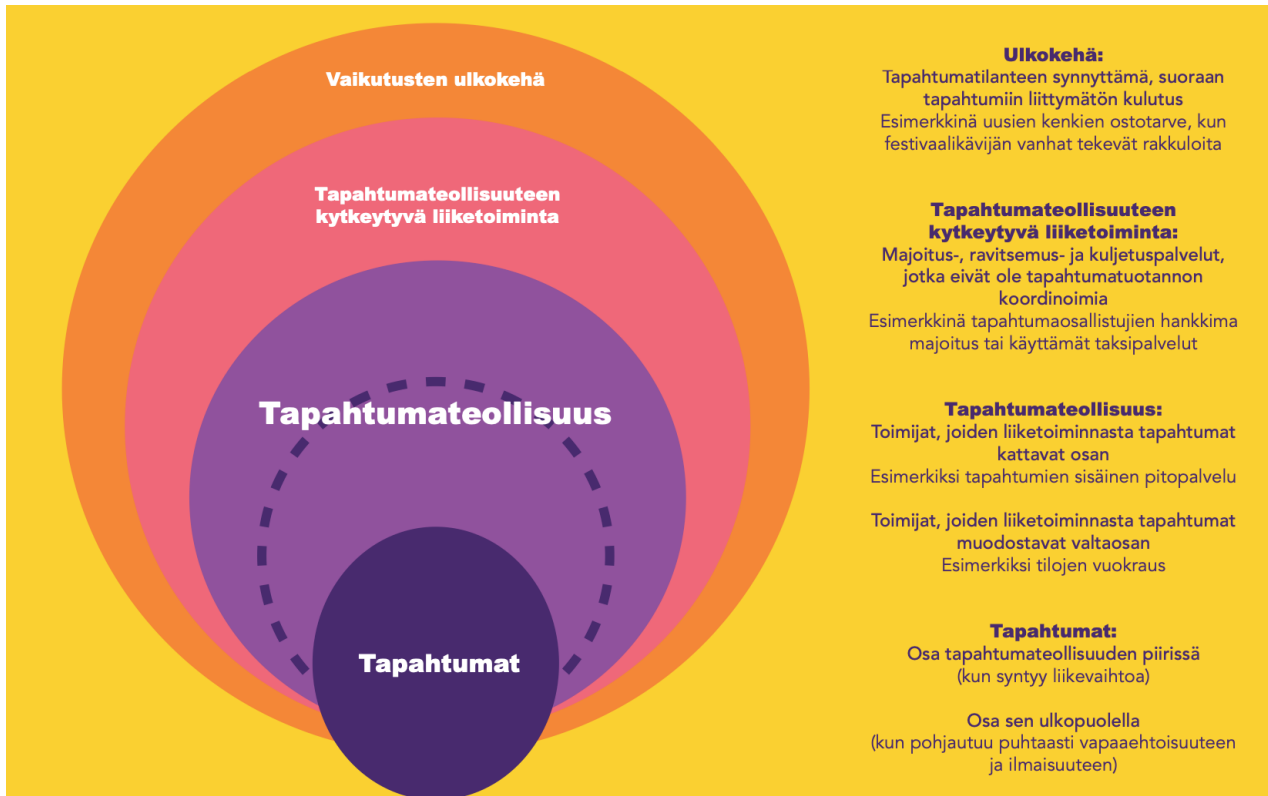 Vaikutusten ulkokehä
Tapahtumateollisuuteen
kytkeytyvä liiketoiminta
Tapahtumateollisuus
Tapahtumat
Ulkokehä:
Tapahtumatilanteen synnyttämä, suoraan
tapahtumiin liittymätön kulutus
Esimerkkinä uusien kenkien ostotarve, kun
festivaalikävijän vanhat tekevät rakkuloita
Tapahtumateollisuuteen
kytkeytyvä liiketoiminta:
Majoitus-, ravitsemus- ja kuljetuspalvelut,
jotka eivät ole tapahtumatuotannon
koordinoimia
Esimerkkinä tapahtumaosallistujien hankkima
majoitus tai käyttämät taksipalvelut
Tapahtumateollisuus:
Toimijat, joiden liiketoiminnasta tapahtumat
kattavat osan
Esimerkiksi tapahtumien sisäinen pitopalvelu
Toimijat, joiden liiketoiminnasta tapahtumat
muodostavat valtaosan
Esimerkiksi tilojen vuokraus
Tapahtumat:
Osa tapahtumateollisuuden piirissä
(kun syntyy liikevaihtoa)
Osa sen ulkopuolella
(kun pohjautuu puhtaasti vapaaehtoisuuteen
ja ilmaisuuteen)